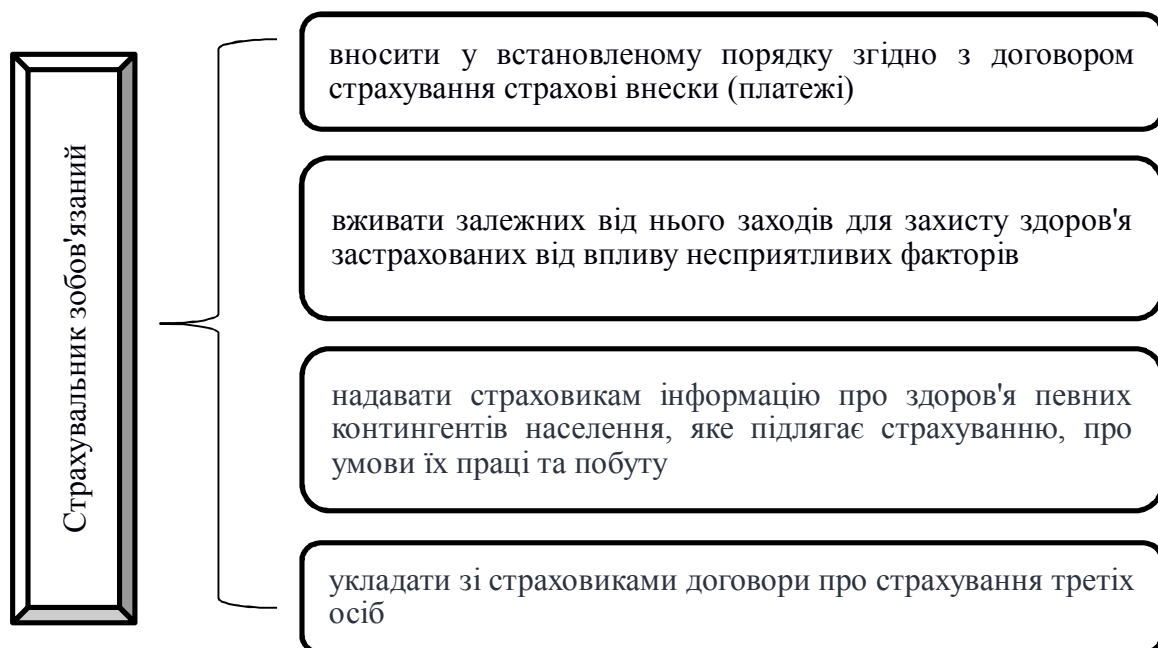 Страхувальник зобов'язаний
вносити у встановленому порядку згідно з договором
страхування страхові внески (платежі)
вживати залежних від нього заходів для захисту здоров'я
застрахованих від впливу несприятливих факторів
надавати страховикам інформацію про здоров'я певних
контингентів населення, яке підлягає страхуванню, про
умови їх праці та побуту
укладати зі страховиками договори про страхування третіх
осіб